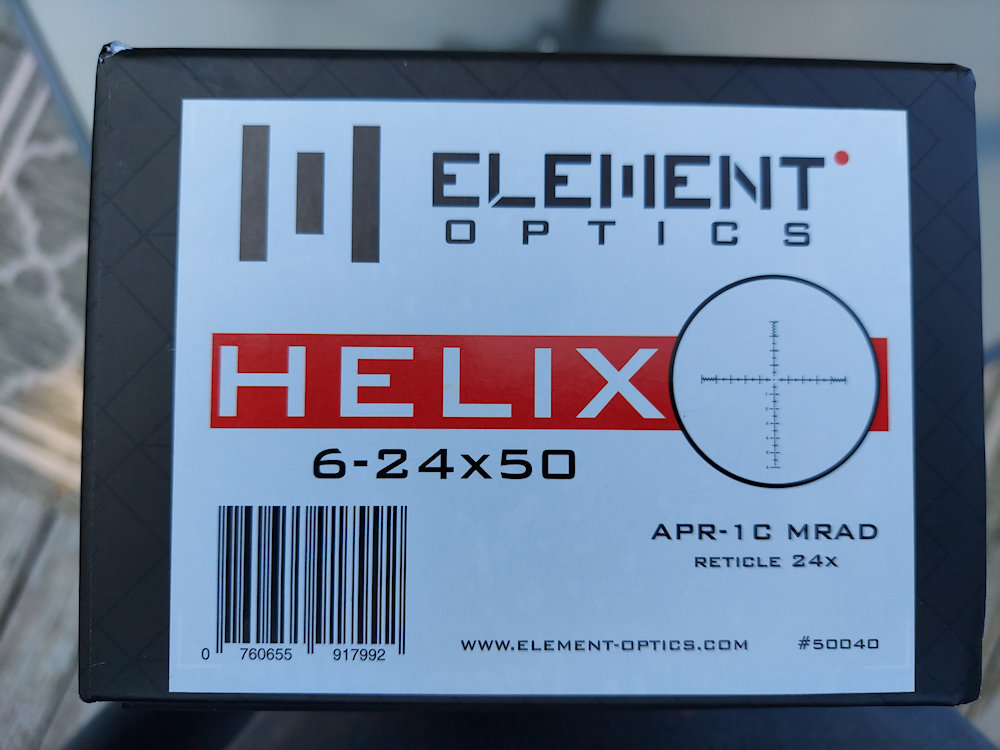 ELEMENT
OPTICS
HELIX
6-24x50
APR-1C MRAD
RETICLE 24X
0 760655 917992
WWW.ELEMENT-OPTICS.COM
#50040